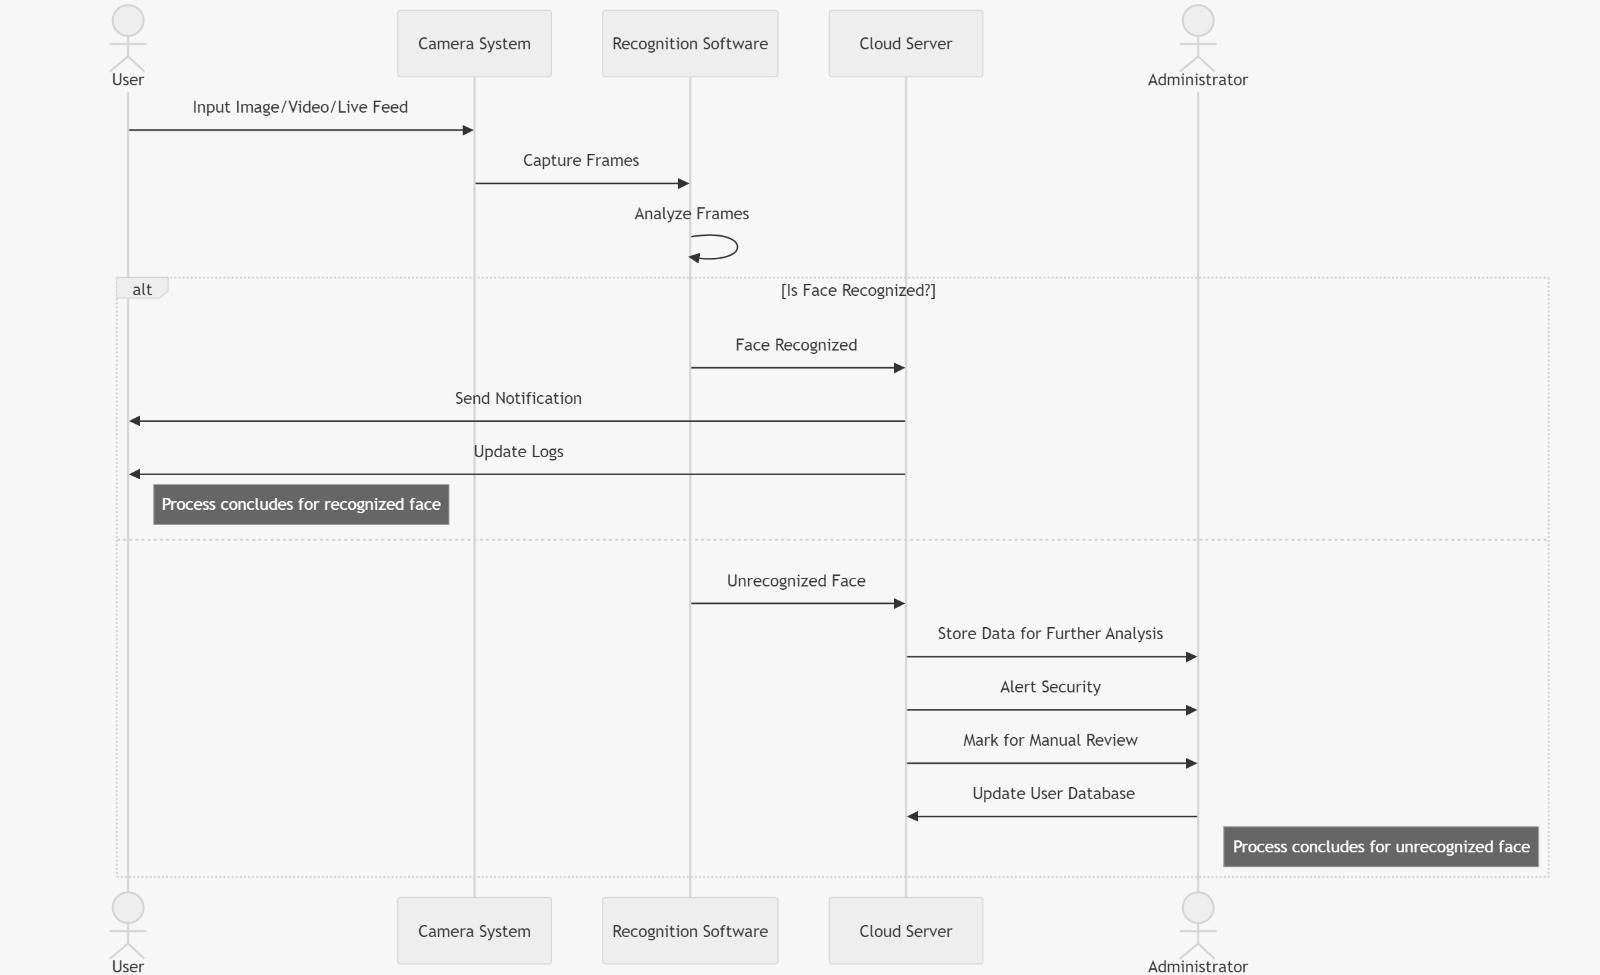 User
Camera System
Recognition Software
Cloud Server
Administrator
Input Image/Video/Live Feed
Capture Frames
Analyze Frames
alt
[Is Face Recognized?]
Face Recognized
Send Notification
Update Logs
Process concludes for recognized face
Unrecognized Face
Store Data for Further Analysis
Alert Security
Mark for Manual Review
Update User Database
Process concludes for unrecognized face
User
Camera System
Recognition Software
Cloud Server
Administrator